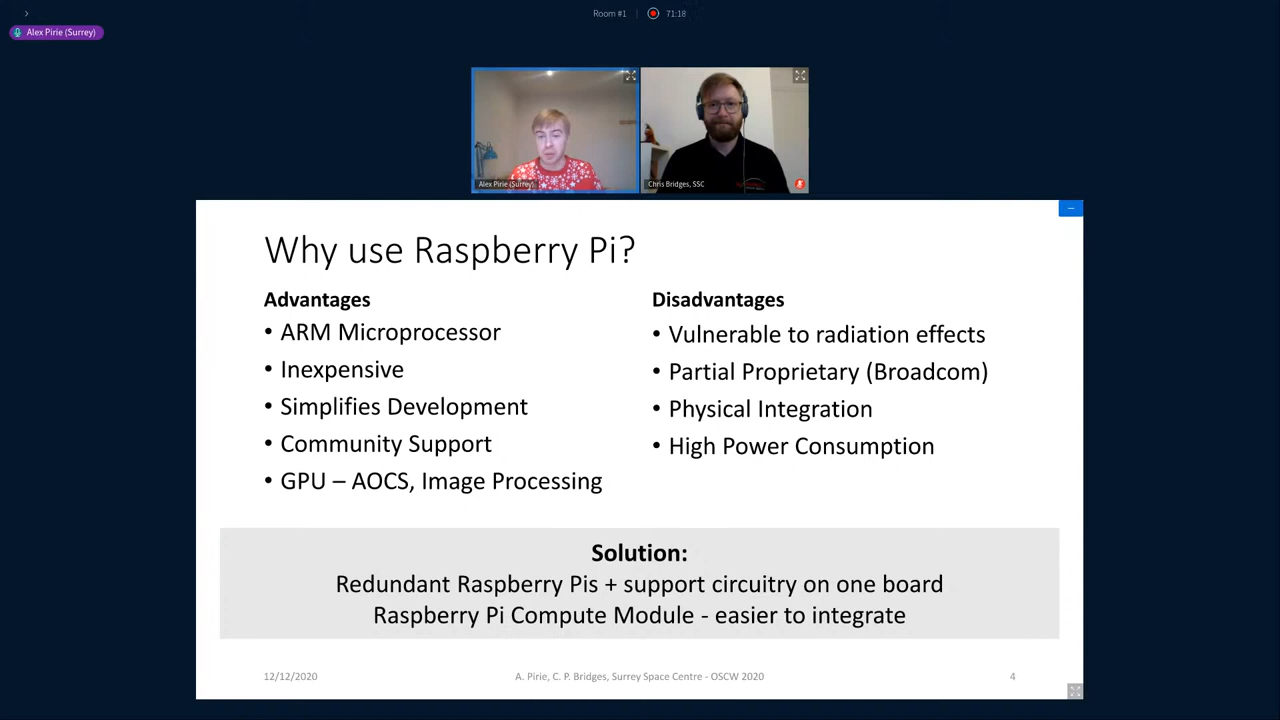 Room #1 71:18
Alex Pirie (Surrey)
Alex Pirie (Surrey)
Chris Bridges, SSC
Why use Raspberry Pi?
Advantages
• ARM Microprocessor
• Inexpensive
• Simplifies Development
• Community Support
• GPU – AOCS, Image Processing
Disadvantages
• Vulnerable to radiation effects
• Partial Proprietary (Broadcom)
• Physical Integration
• High Power Consumption
Solution:
Redundant Raspberry Pis + support circuitry on one board
Raspberry Pi Compute Module - easier to integrate
12/12/2020
A. Pirie, C. P. Bridges, Surrey Space Centre - OSCW 2020
4